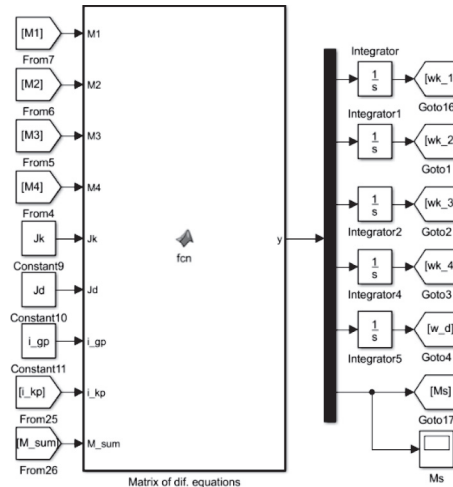 [M1]
From7
[M2]
From6
[M3]
From5
[M4]
From4
Jk
Constant9
Jd
Constant10
i_gp
Constant11
[i_kp]
From25
[M_sum]
From26
M1
M2
M3
M4
Jk
Jd
i_gp
i_kp
M_sum
fcn
y
Matrix of dif. equations
Integrator
1
s
[wk_1
Goto16
Integrator1
1
s
[wk_2
Goto1
1
s
Integrator2
[wk_3
Goto2
1
s
Integrator4
[wk_4
Goto3
1
s
Integrator5
[w_d]
Goto4
[Ms]
Goto17
Ms